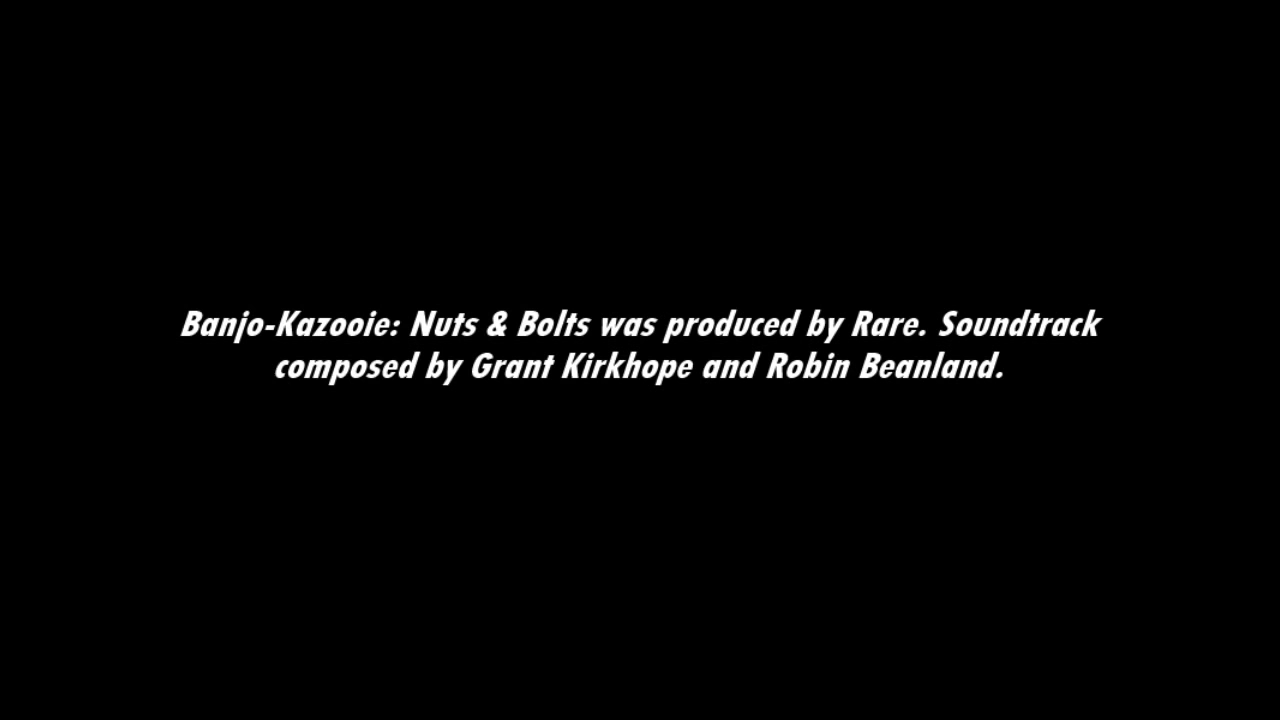 Banjo-Kazooie: Nuts & Bolts was produced by Rare. Soundtrack
composed by Grant Kirkhope and Robin Beanland.